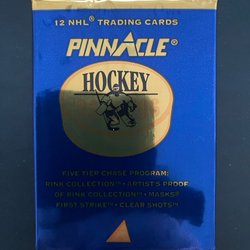 12 NHL® TRADING CARDS
PINNACLE®
HOCKEY
FIVE TIER CHASE PROGRAM:
RINK COLLECTION™ • ARTIST'S PROOF
OF RINK COLLECTION™ • MASKS™
FIRST STRIKE™ • CLEAR SHOTS™